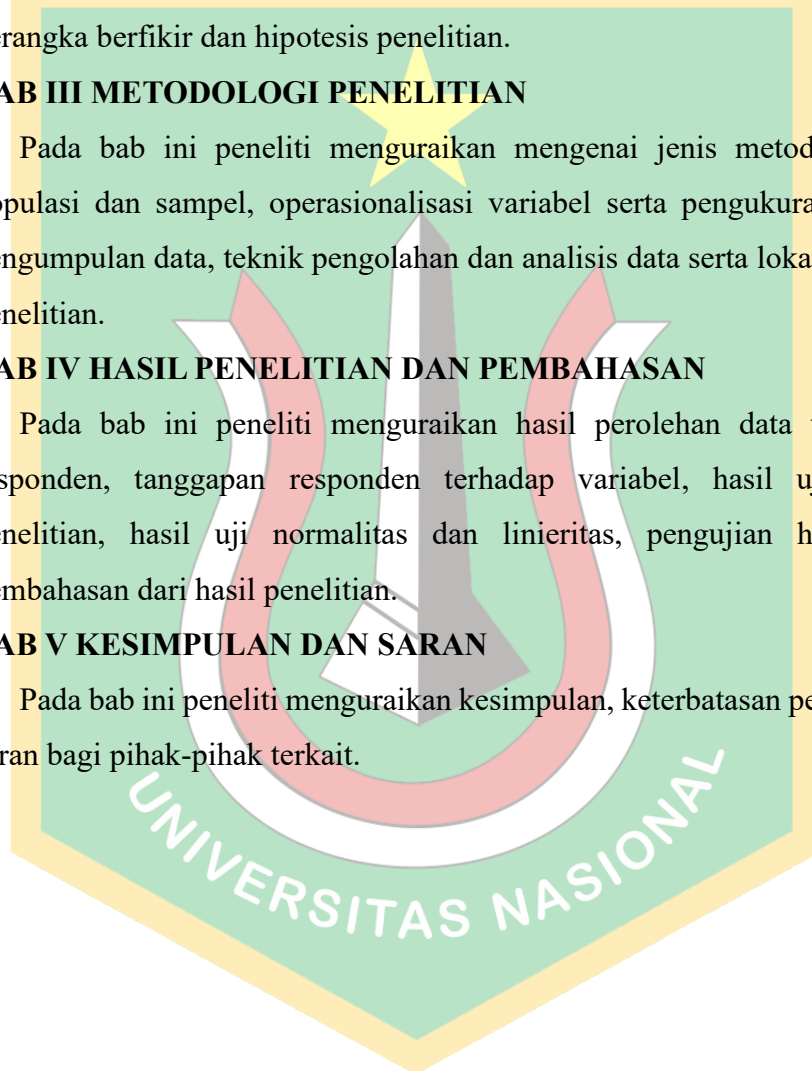 erangka berfikir dan hipotesis penelitian.
AB III METODOLOGI PENELITIAN
Pada bab ini peneliti menguraikan mengenai jenis metod
opulasi dan sampel, operasionalisasi variabel serta pengukura
engumpulan data, teknik pengolahan dan analisis data serta loka
enelitian.
AB IV HASIL PENELITIAN DAN PEMBAHASAN
Pada bab ini peneliti menguraikan hasil perolehan data
sponden, tanggapan responden terhadap variabel, hasil uj
enelitian, hasil uji normalitas dan linieritas, pengujian h
embahasan dari hasil penelitian.
AB V KESIMPULAN DAN SARAN
Pada bab ini peneliti menguraikan kesimpulan, keterbatasan pe
ran bagi pihak-pihak terkait.
UNIVERSITAS NASIONAL